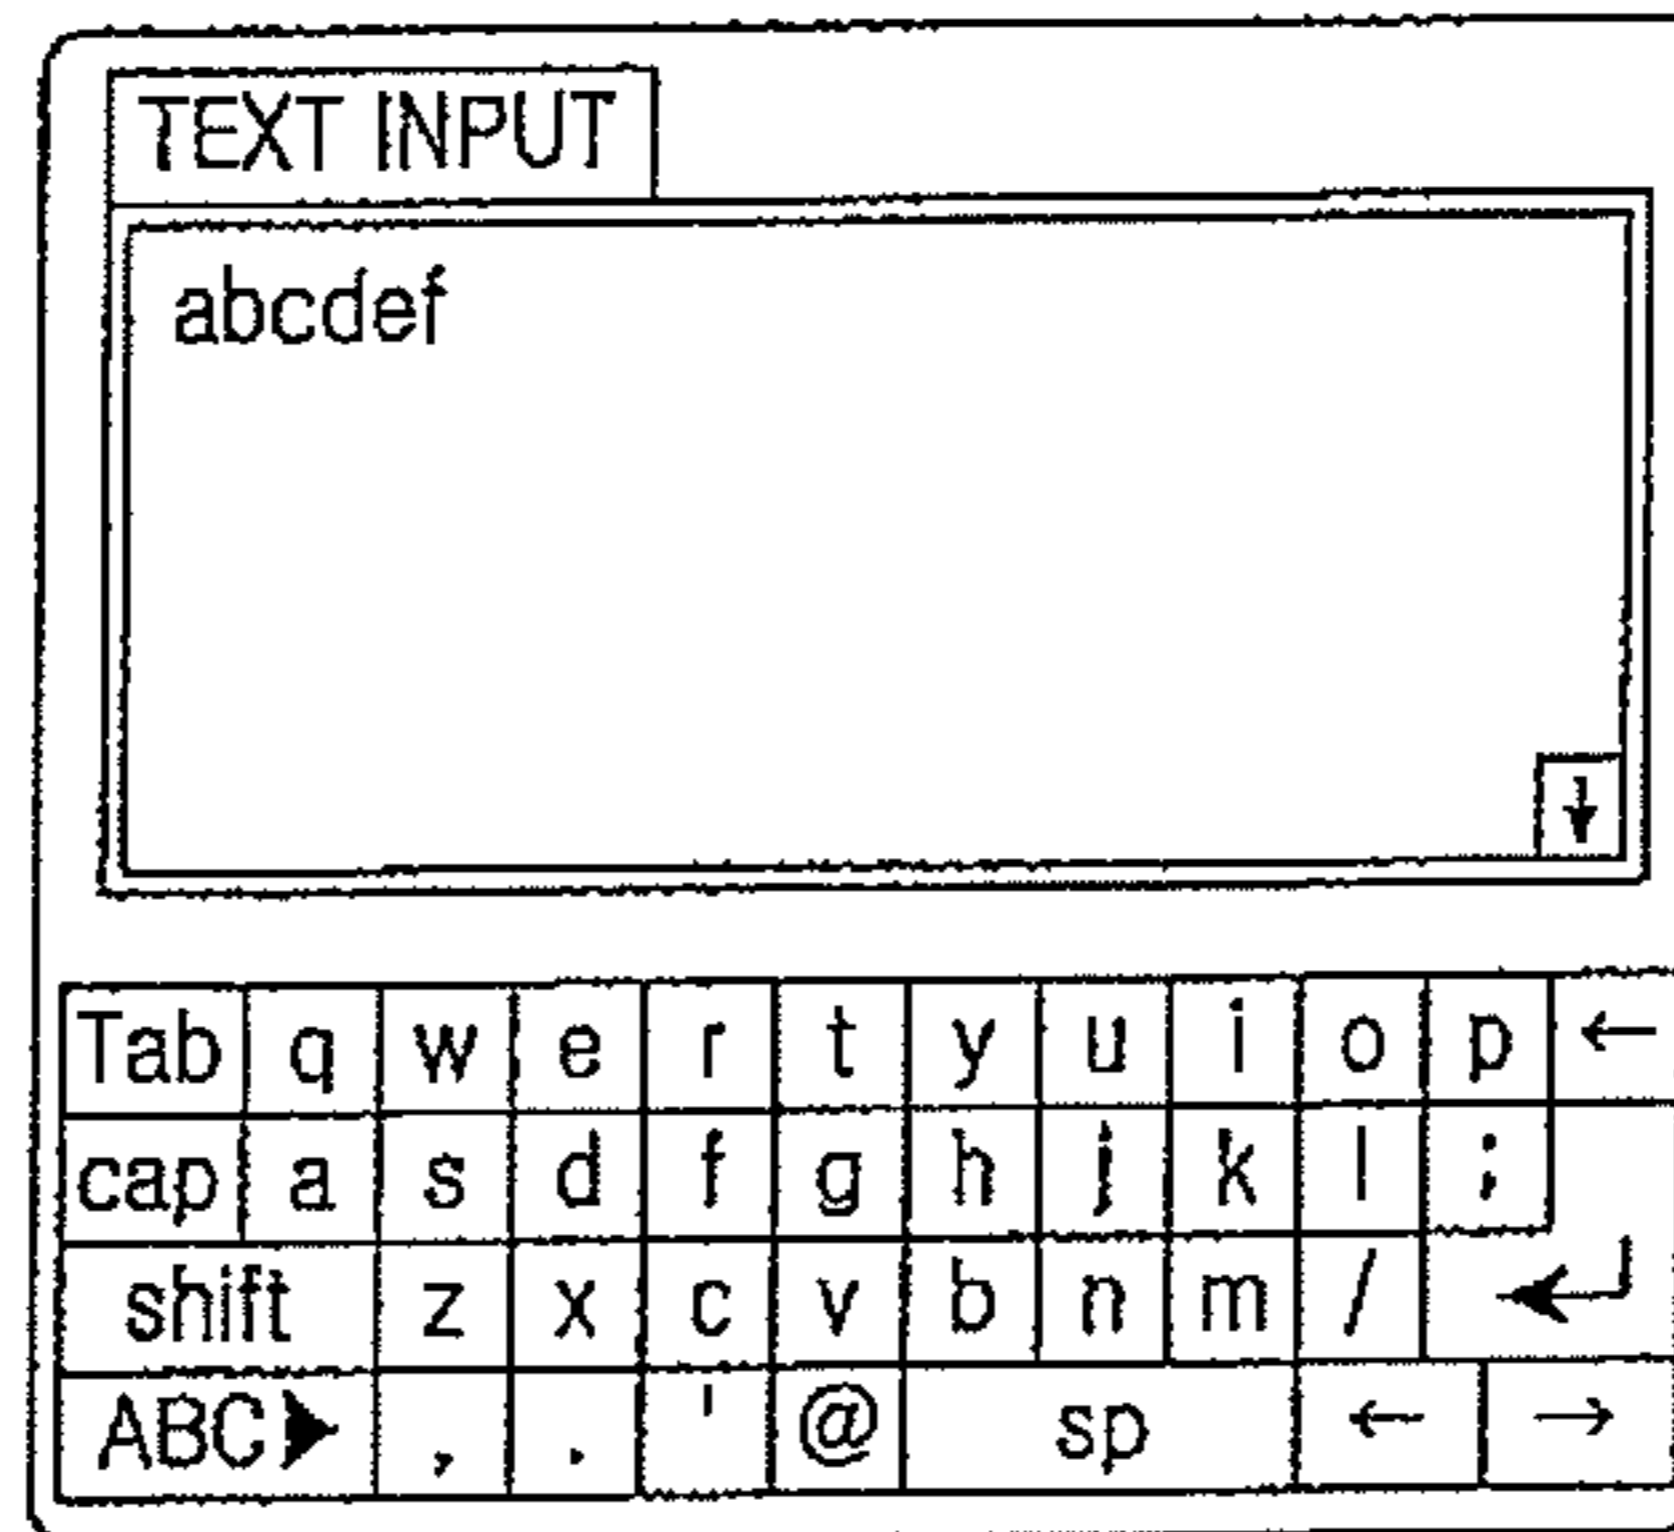 TEXT INPUT
abcdef
↓
Tab q w e r t y u i o p ←
cap a s d f g h j k l ;
shift z x c v b n m / ↵
ABC▶ , . ' @ sp ← →